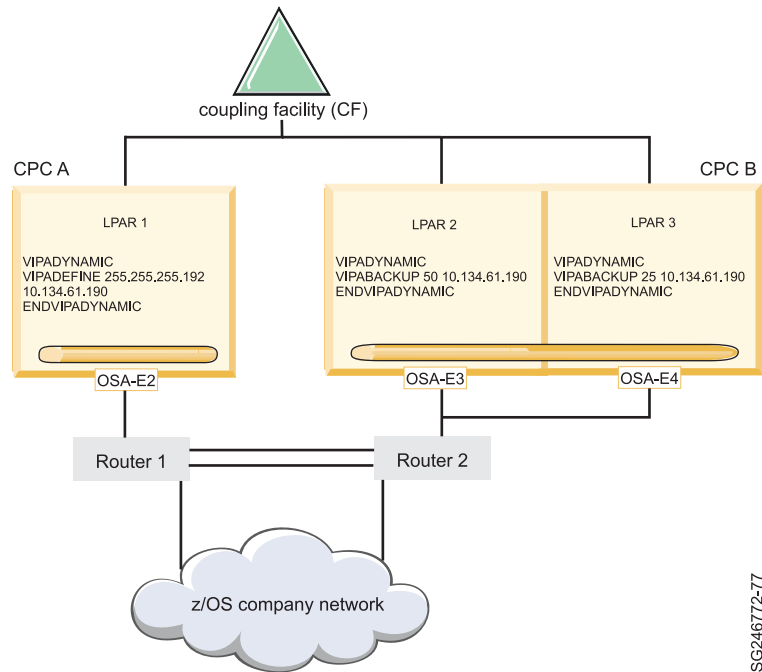 coupling facility (CF)
CPC A
CPC B
LPAR 1
VIPADYNAMIC
VIPADEFINE 255.255.255.192
10.134.61.190
ENDVIPADYNAMIC
LPAR 2
VIPADYNAMIC
VIPABACKUP 50 10.134.61.190
ENDVIPADYNAMIC
LPAR 3
VIPADYNAMIC
VIPABACKUP 25 10.134.61.190
ENDVIPADYNAMIC
OSA-E2
OSA-E3
OSA-E4
Router 1
Router 2
z/OS company network
SG246772-77